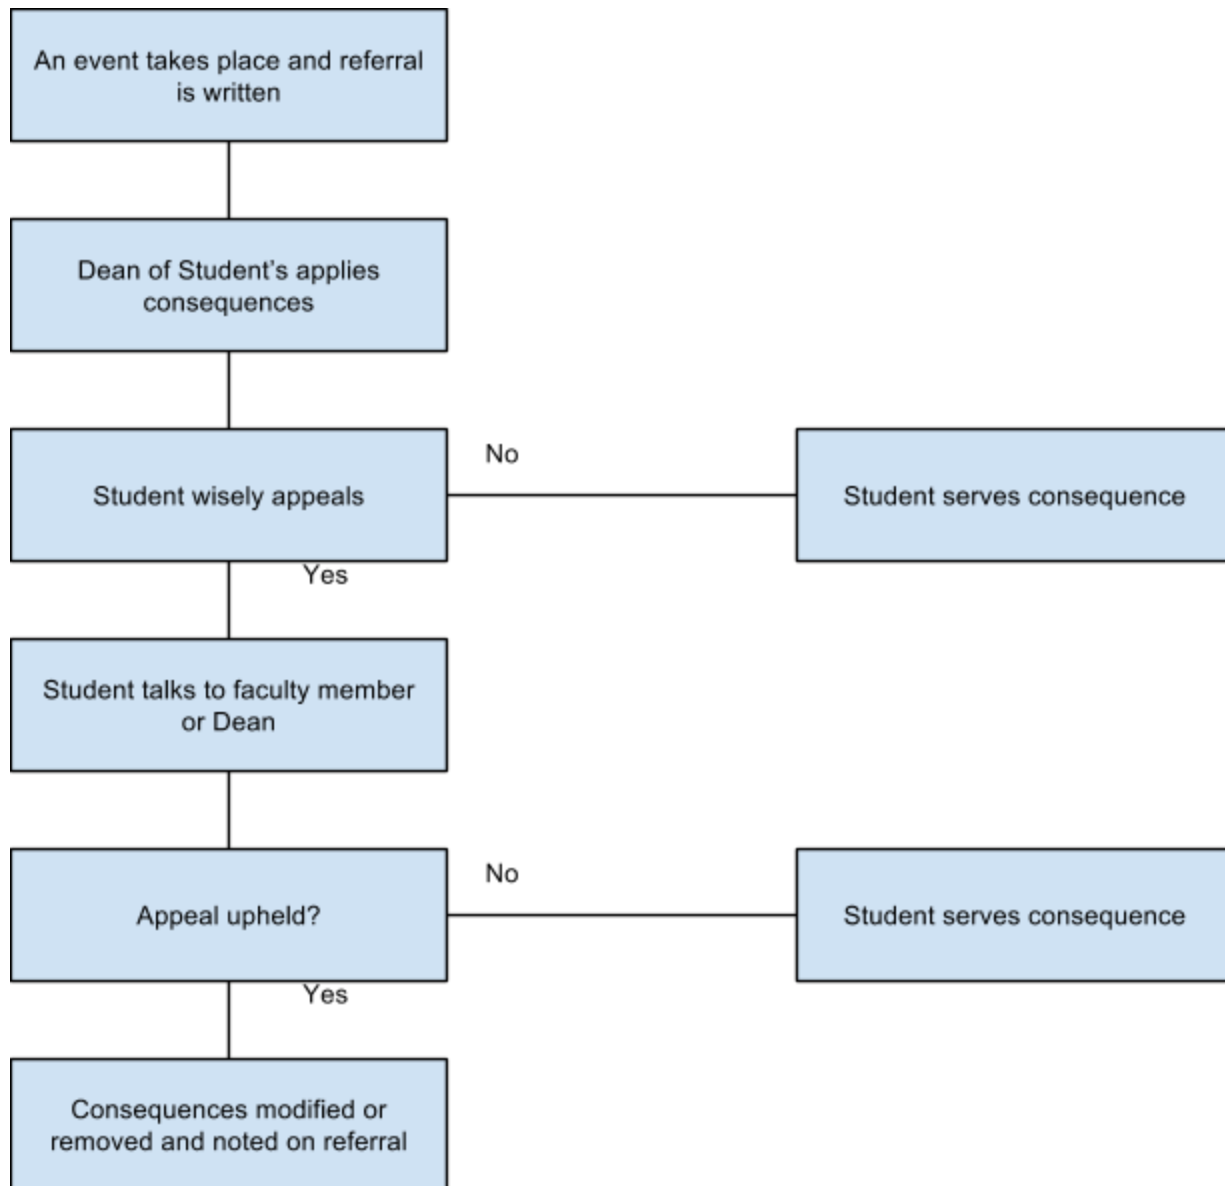 An event takes place and referral
is written
Dean of Student’s applies
consequences
Student wisely appeals
No
Student serves consequence
Yes
Student talks to faculty member
or Dean
Appeal upheld?
No
Student serves consequence
Yes
Consequences modified or
removed and noted on referral